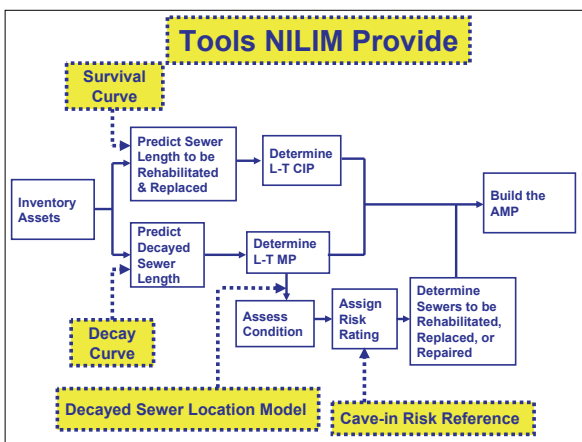 Tools NILIM Provide
Survival
Curve
Predict Sewer
Length to be
Rehabilitated
& Replaced
Determine
L-T CIP
Inventory
Assets
Build the
AMP
Predict
Decayed
Sewer
Length
Determine
L-T MP
Assess
Condition
Assign
Risk
Rating
Determine
Sewers to be
Rehabilitated,
Replaced, or
Repaired
Decay
Curve
Decayed Sewer Location Model
Cave-in Risk Reference